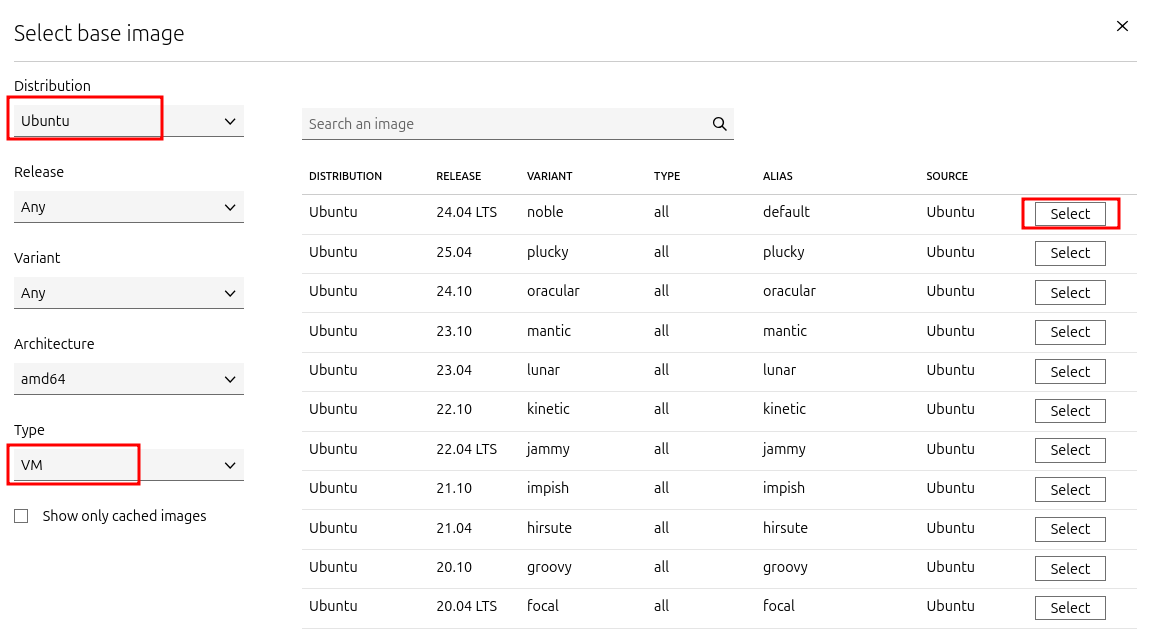 Select base image
Distribution
Ubuntu
Release
Any
Variant
Any
Architecture
amd64
Type
VM
Show only cached images
Search an image
DISTRIBUTION RELEASE VARIANT TYPE ALIAS SOURCE
Ubuntu 24.04 LTS noble all default Ubuntu Select
Ubuntu 25.04 plucky all plucky Ubuntu Select
Ubuntu 24.10 oracular all oracular Ubuntu Select
Ubuntu 23.10 mantic all mantic Ubuntu Select
Ubuntu 23.04 lunar all lunar Ubuntu Select
Ubuntu 22.10 kinetic all kinetic Ubuntu Select
Ubuntu 22.04 LTS jammy all jammy Ubuntu Select
Ubuntu 21.10 impish all impish Ubuntu Select
Ubuntu 21.04 hirsute all hirsute Ubuntu Select
Ubuntu 20.10 groovy all groovy Ubuntu Select
Ubuntu 20.04 LTS focal all focal Ubuntu Select